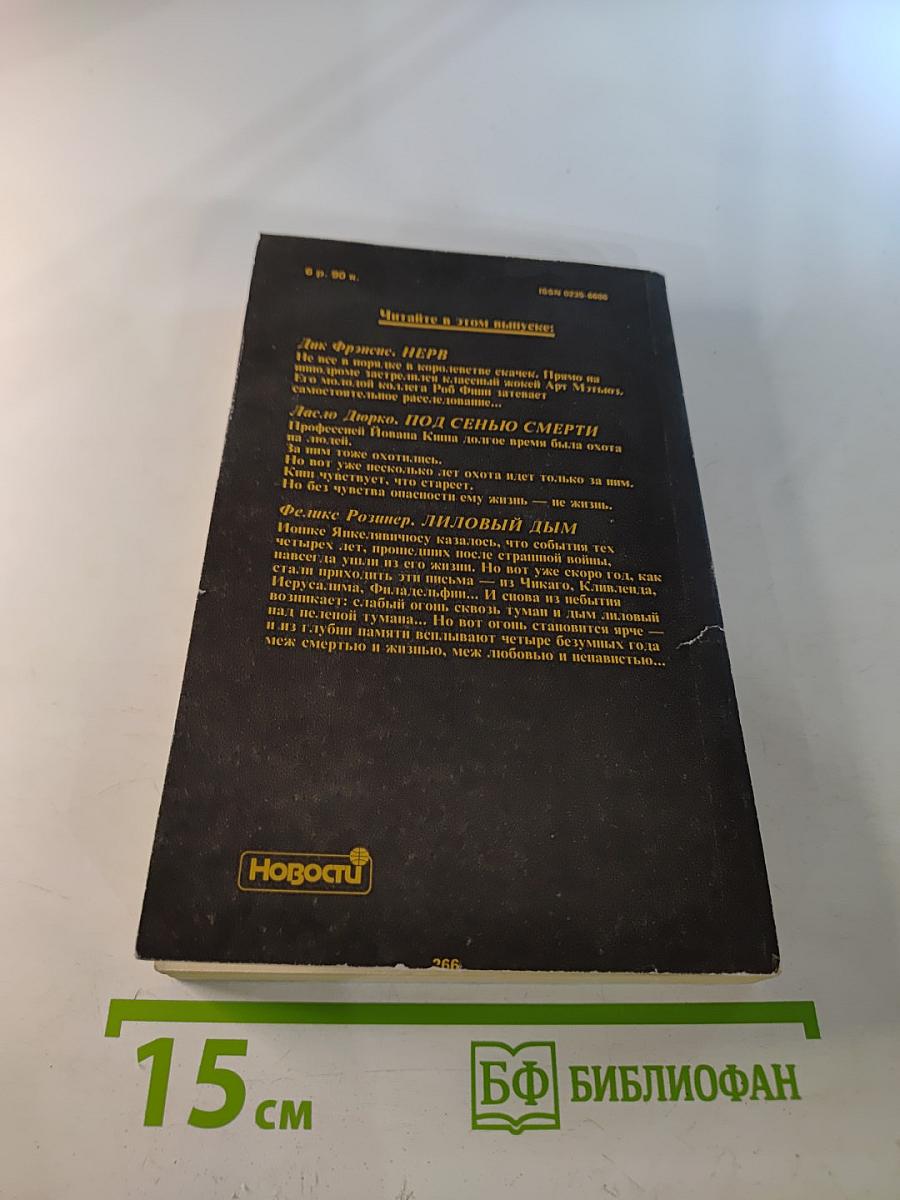 6 р. 90 к.
ISSN 0235-6686
Читайте в этом выпуске:
Дик Фрэнсис. НЕРВ
Не все в порядке в королевстве скачек. Прямо на
ипподроме застрелился классный жокей Арт Мэтьюз.
Его молодой коллега Роб Финн затевает
самостоятельное расследование...
Ласло Дюрко. ПОД СЕНЬЮ СМЕРТИ
Профессией Йована Кина долгое время была охота
на людей.
За ним тоже охотились.
Но вот уже несколько лет охота идет только за ним.
Кин чувствует, что стареет.
Но без чувства опасности ему жизнь — не жизнь.
Феликс Розинер. ЛИЛОВЫЙ ДЫМ
Йошке Янкелявичюсу казалось, что события тех
четырех лет, прошедших после страшной войны,
навсегда ушли из его жизни. Но вот уже скоро год, как
стали приходить эти письма — из Чикаго, Кливленда,
Иерусалима, Филадельфии... И снова из небытия
возникает: слабый огонь сквозь туман и дым лиловый
над пеленой тумана... Но вот огонь становится ярче —
и из глубин памяти всплывают четыре безумных года
меж смертью и жизнью, меж любовью и ненавистью...
Новости
266
15 см
БФ БИБЛИОФАН